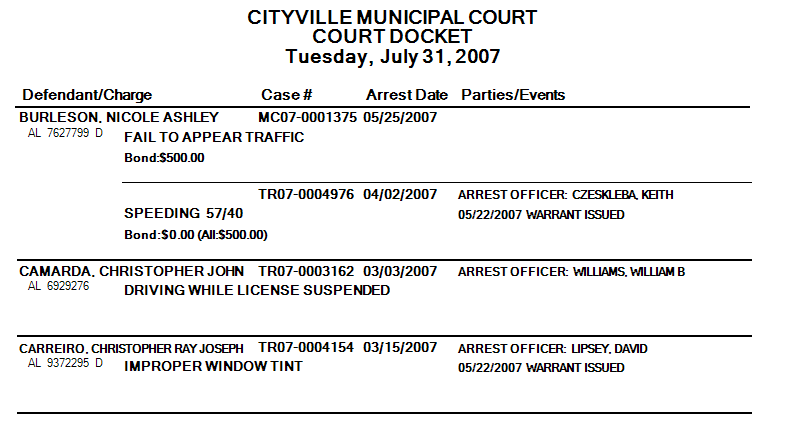 CITYVILLE MUNICIPAL COURT
COURT DOCKET
Tuesday, July 31, 2007
Defendant/Charge Case # Arrest Date Parties/Events
BURLESON, NICOLE ASHLEY MC07-0001375 05/25/2007
AL 7627799 D FAIL TO APPEAR TRAFFIC
Bond:$500.00
TR07-0004976 04/02/2007 ARREST OFFICER: CZESKLEBA, KEITH
SPEEDING 57/40 05/22/2007 WARRANT ISSUED
Bond:$0.00 (All:$500.00)
CAMARDA, CHRISTOPHER JOHN TR07-0003162 03/03/2007 ARREST OFFICER: WILLIAMS, WILLIAM B
AL 6929276 DRIVING WHILE LICENSE SUSPENDED
CARREIRO, CHRISTOPHER RAY JOSEPH TR07-0004154 03/15/2007 ARREST OFFICER: LIPSEY, DAVID
AL 9372295 D IMPROPER WINDOW TINT 05/22/2007 WARRANT ISSUED